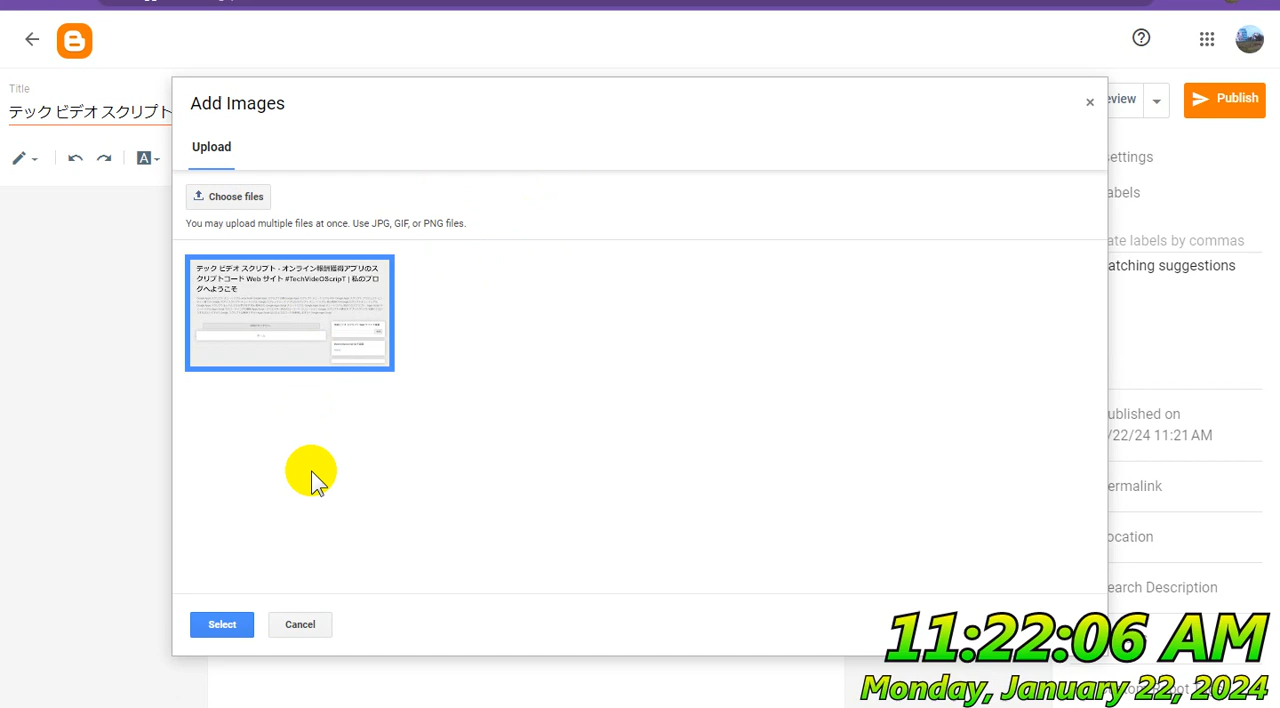 Title
テック ビデオ スクリプト
Add Images
×
eview
Publish
Upload
Choose files
You may upload multiple files at once. Use JPG, GIF, or PNG files.
テック ビデオ スクリプト - オンライン報酬獲得アプリのス
クリプトコード Web サイト #TechVideOScripT | 私のブロ
グへようこそ
ettings
abels
ate labels by commas
atching suggestions
ublished on
/22/24 11:21 AM
ermalink
ocation
earch Description
Select
Cancel
11:22:06 AM
Monday, January 22, 2024